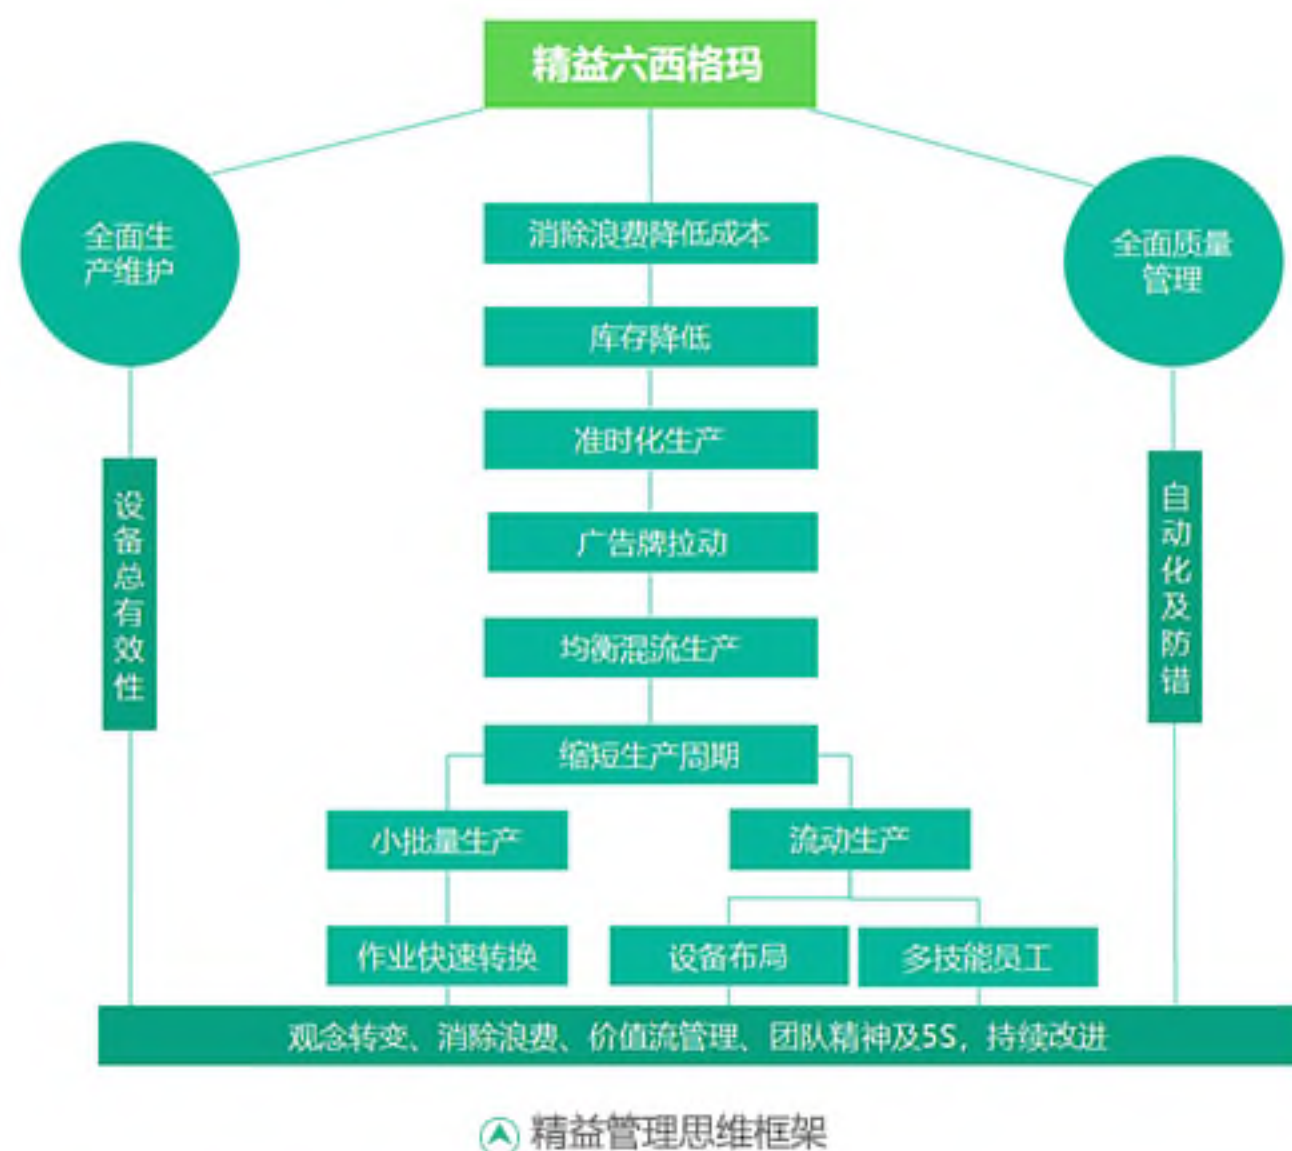 精益六西格玛
全面生
产维护
全面质量
管理
消除浪费降低成本
库存降低
准时化生产
广告牌拉动
均衡混流生产
缩短生产周期
设备总有效性
自动化及防错
小批量生产
流动生产
作业快速转换
设备布局
多技能员工
观念转变、消除浪费、价值流管理、团队精神及5S，持续改进
精益管理思维框架